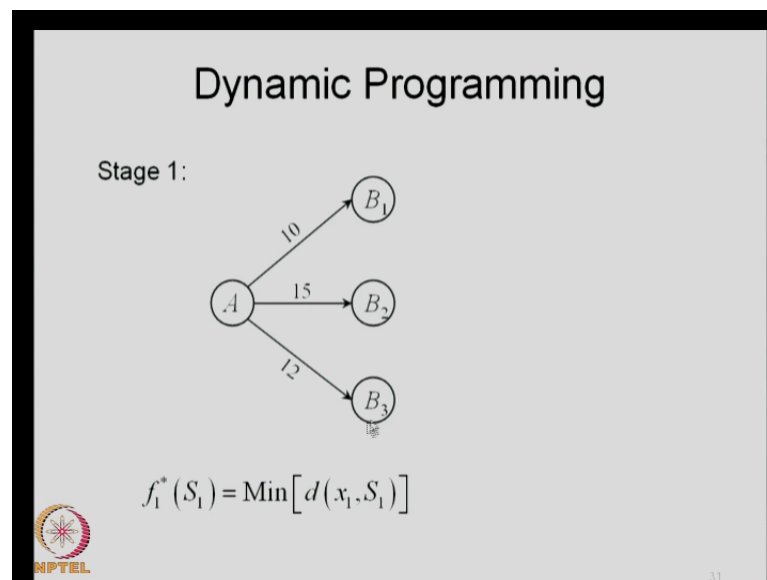 Dynamic Programming
Stage 1:
B₁
10
A
15
B₂
12
B₃
f₁*(S₁) = Min[d(x₁, S₁)]
NPTEL
31